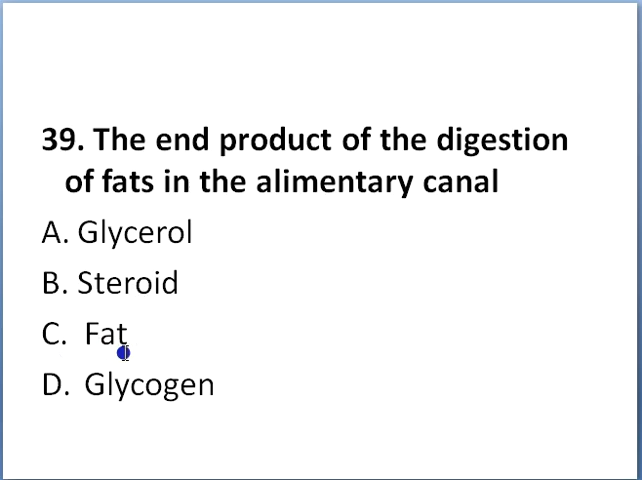 39. The end product of the digestion
of fats in the alimentary canal
A. Glycerol
B. Steroid
C. Fat
D. Glycogen